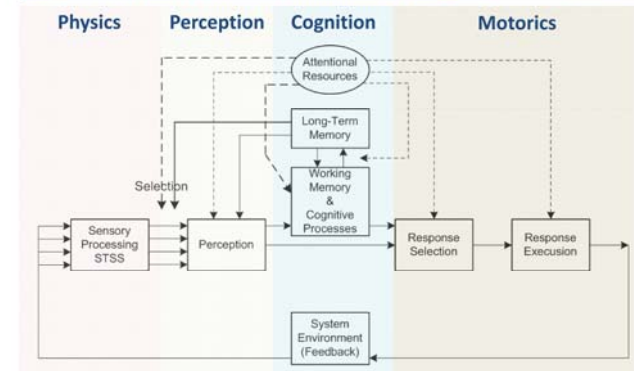 Physics Perception Cognition Motorics
Attentional
Resources
Long-Term
Memory
Selection
Working
Memory
&
Cognitive
Processes
Sensory
Processing
STSS
Perception
Response
Selection
Response
Execusion
System
Environment
(Feedback)